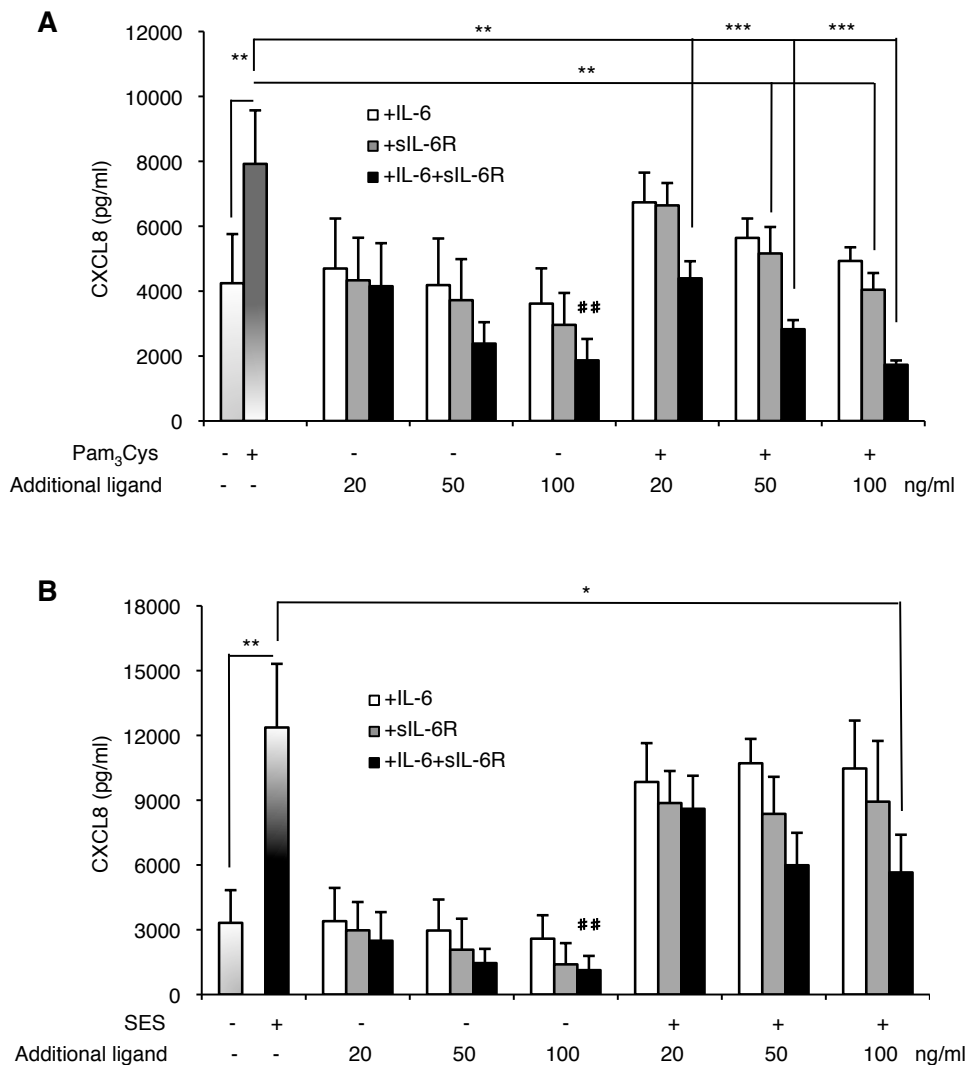 A
12000
10000
8000
6000
4000
2000
0
CXCL8 (pg/ml)
** *** ***
** **
+IL-6
+sIL-6R
+IL-6+sIL-6R
##
Pam₃Cys - + - - - + + +
Additional ligand - - 20 50 100 20 50 100 ng/ml
B
18000
15000
12000
9000
6000
3000
0
CXCL8 (pg/ml)
*
**
+IL-6
+sIL-6R
+IL-6+sIL-6R
##
SES - + - - - + + +
Additional ligand - - 20 50 100 20 50 100 ng/ml